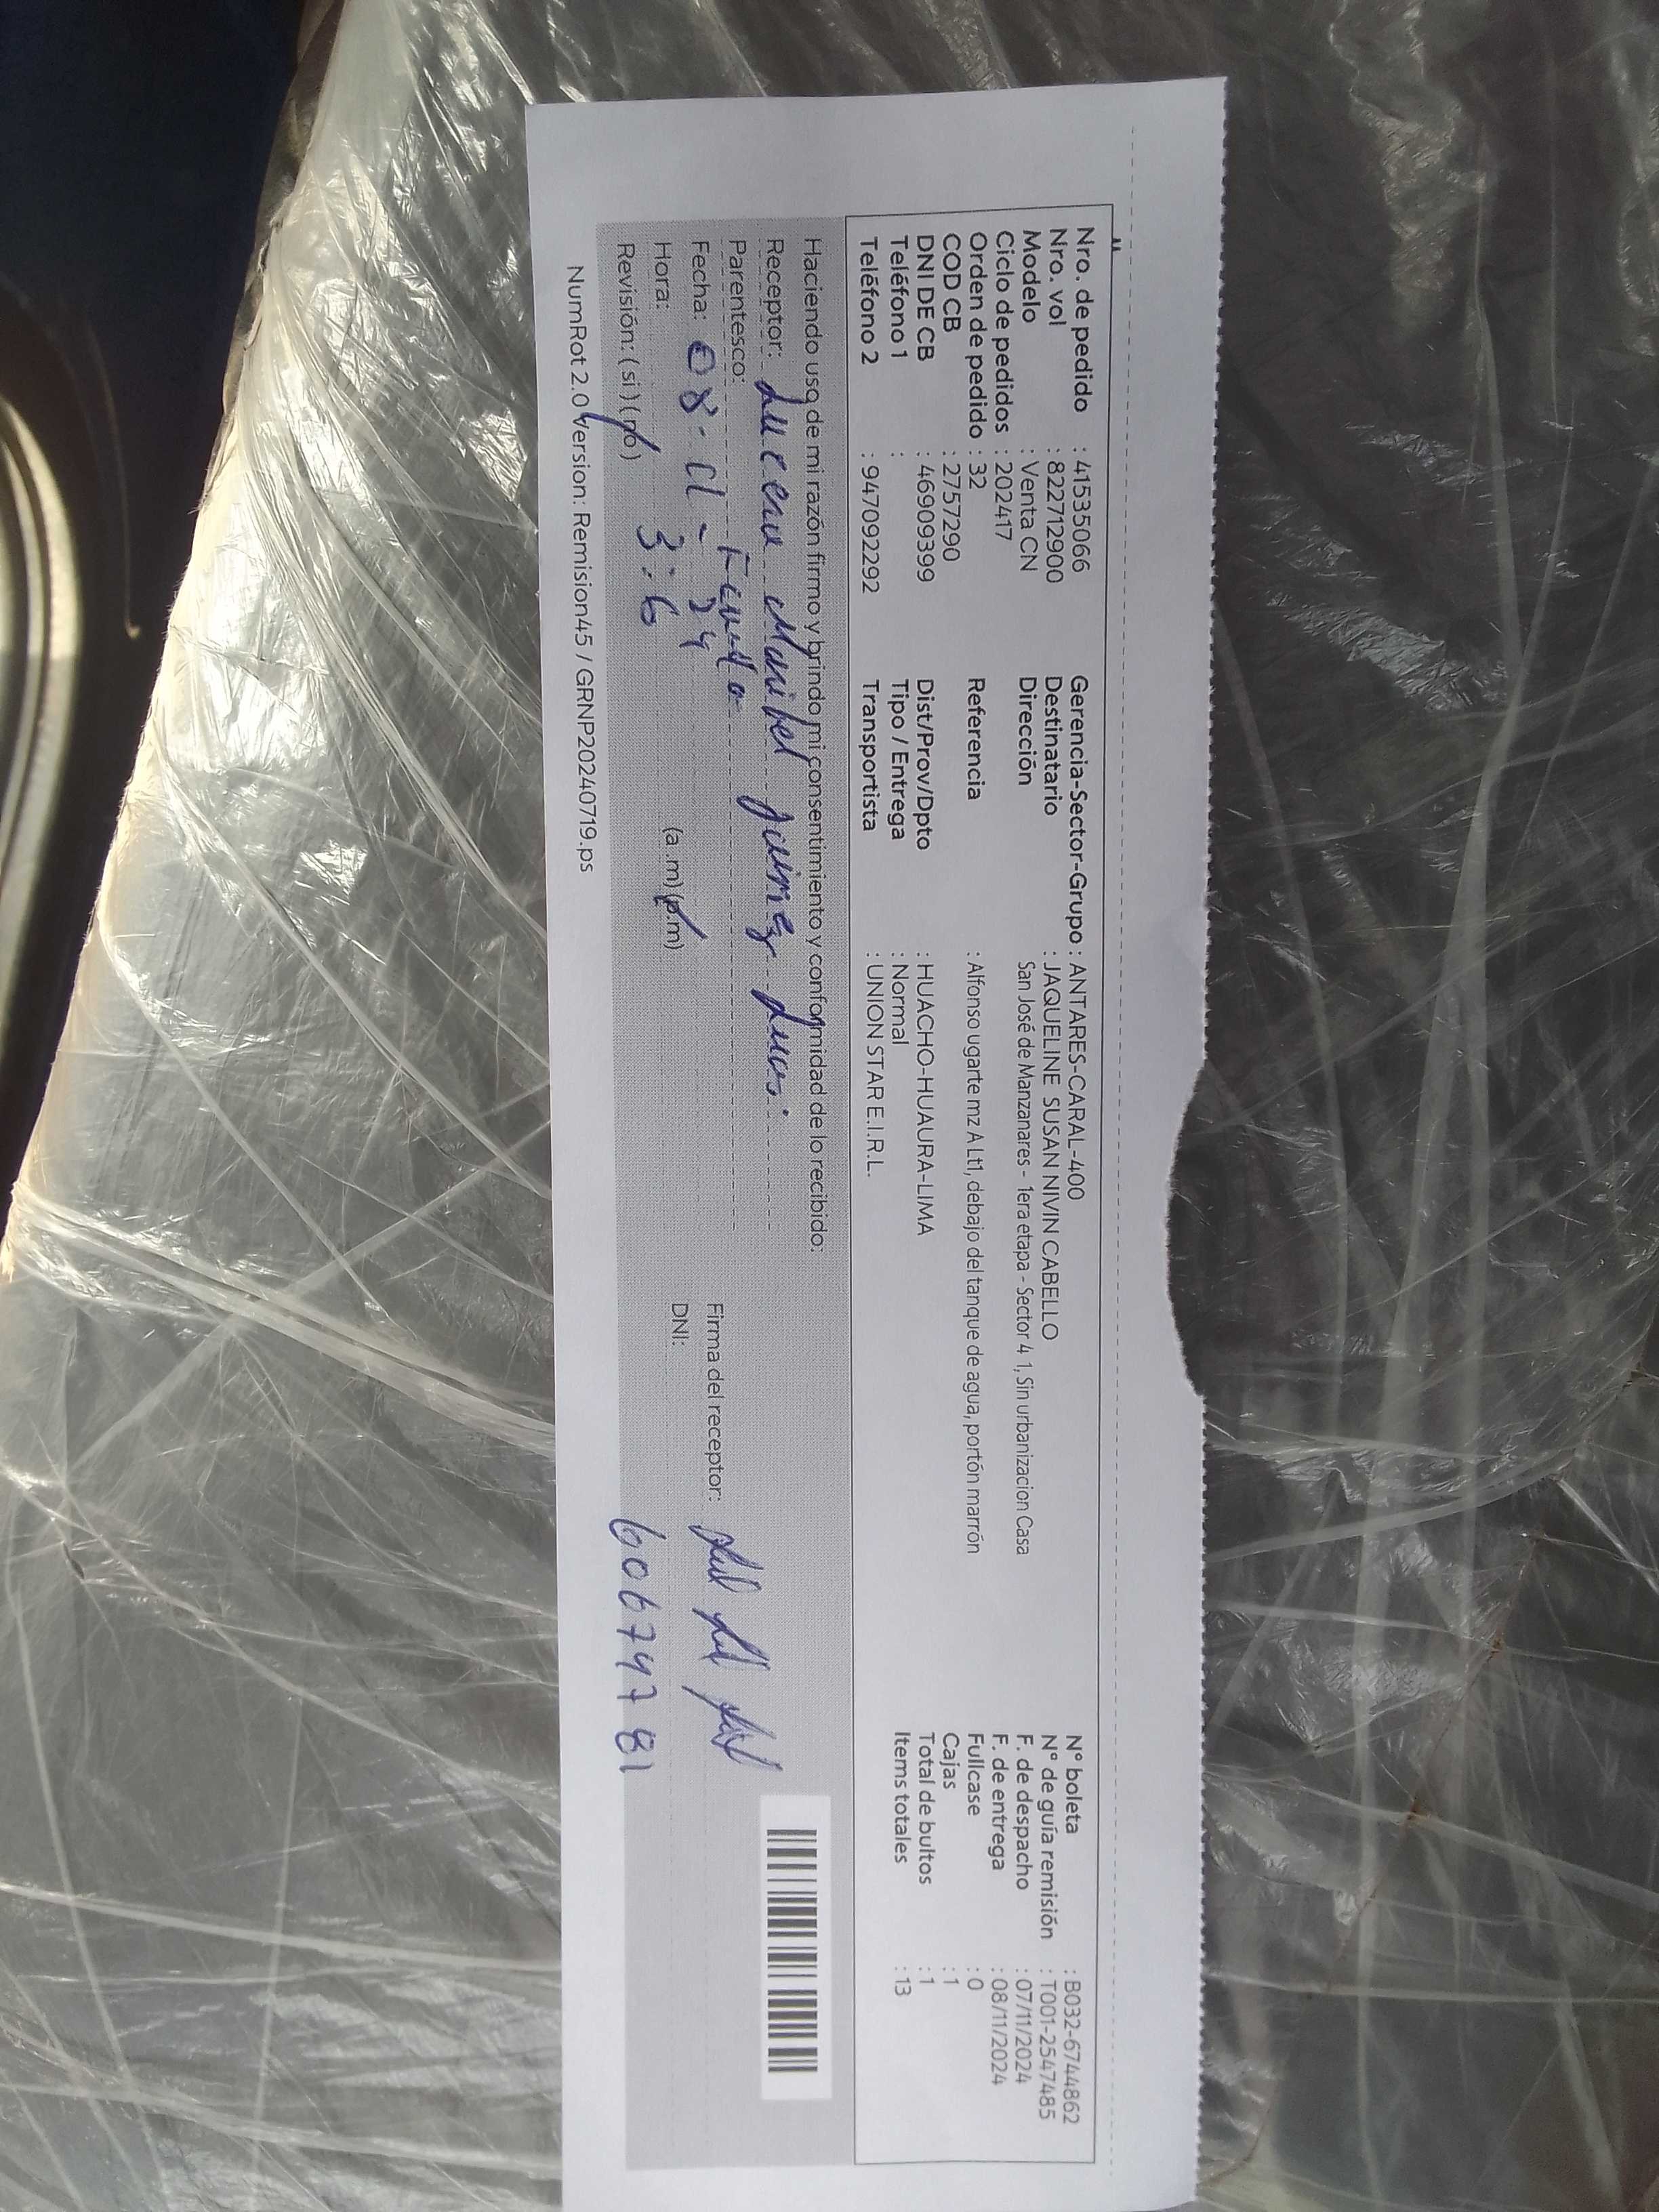 Nro. de pedido : 41535066 Gerencia-Sector-Grupo : ANTARES-CARAL-400 N° boleta : B032-6744862
Nro. vol : 822712900 Destinatario : JAQUELINE SUSAN NIVIN CABELLO N° de guía remisión : T001-2547485
Modelo : Venta CN Dirección San José de Manzanares - 1era etapa - Sector 4 1, Sin urbanizacion Casa F. de despacho : 07/11/2024
Ciclo de pedidos : 202417 F. de entrega : 08/11/2024
Orden de pedido : 32 Referencia : Alfonso ugarte mz A Lt1, debajo del tanque de agua, portón marrón Fullcase : 0
COD CB : 2757290 Cajas : 1
DNI DE CB : 46909399 Dist/Prov/Dpto : HUACHO-HUAURA-LIMA Total de bultos : 1
Teléfono 1 : Tipo / Entrega : Normal Items totales : 13
Teléfono 2 : 947092292 Transportista : UNION STAR E.I.R.L.
Haciendo uso de mi razón firmo y brindo mi consentimiento y conformidad de lo recibido:
Receptor: Maribel
Parentesco:
Fecha: 08-11-24 Firma del receptor:
Hora: 3:6 (a.m) (p.m) DNI: 60674781
Revisión: (si) (no)
NumRot 2.0 Version: Remision45 / GRNP20240719.ps